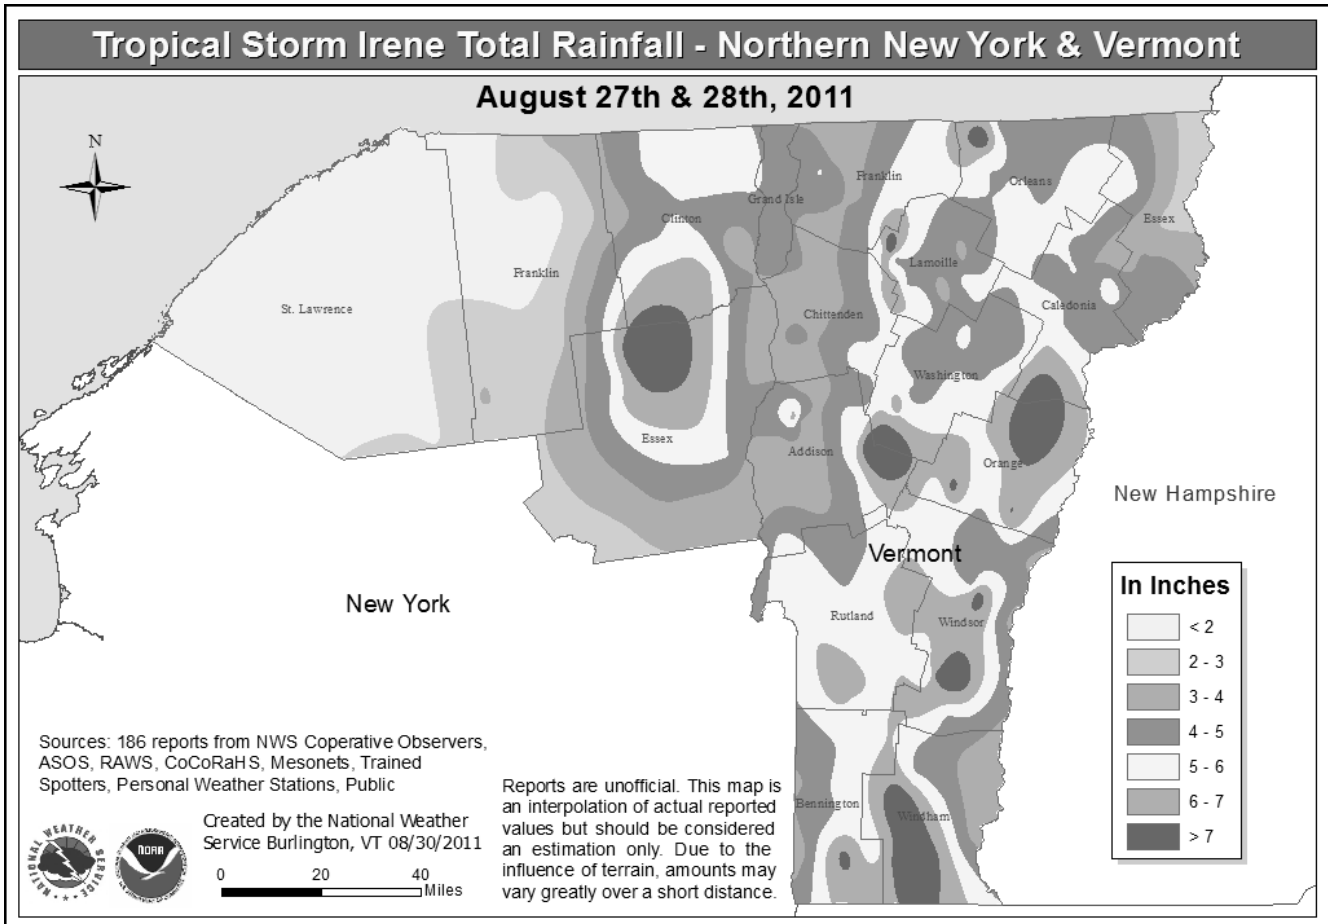 Tropical Storm Irene Total Rainfall - Northern New York & Vermont
August 27th & 28th, 2011
N
Franklin
Orleans
Grand Isle
Clinton
Essex
Lamoille
Franklin
St. Lawrence
Caledonia
Chittenden
Washington
Essex
Addison
Orange
New Hampshire
Vermont
New York
Rutland
Windsor
Bennington
Windham
In Inches
< 2
2 - 3
3 - 4
4 - 5
5 - 6
6 - 7
> 7
Sources: 186 reports from NWS Coperative Observers,
ASOS, RAWS, CoCoRaHS, Mesonets, Trained
Spotters, Personal Weather Stations, Public
Created by the National Weather
Service Burlington, VT 08/30/2011
0 20 40
Miles
Reports are unofficial. This map is
an interpolation of actual reported
values but should be considered
an estimation only. Due to the
influence of terrain, amounts may
vary greatly over a short distance.
NATIONAL WEATHER SERVICE
NOAA